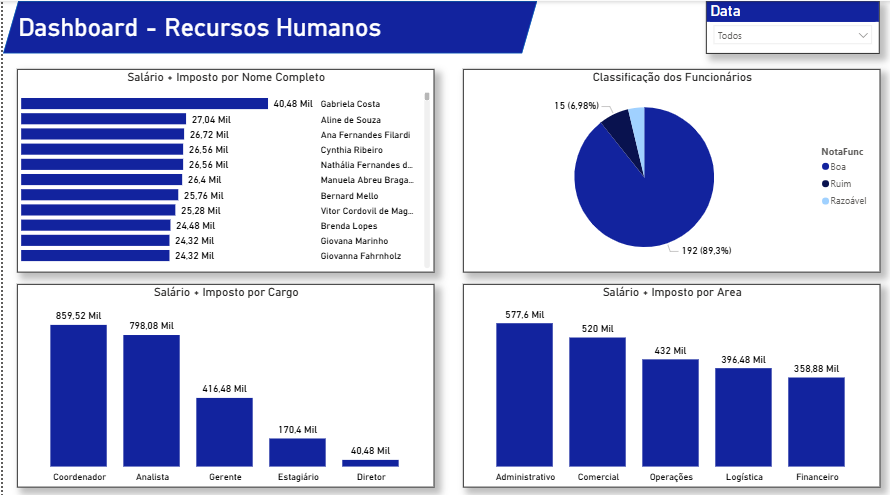 Dashboard - Recursos Humanos
Data
Todos
Salário + Imposto por Nome Completo
40,48 Mil Gabriela Costa
27,04 Mil Aline de Souza
26,72 Mil Ana Fernandes Filardi
26,56 Mil Cynthia Ribeiro
26,56 Mil Nathália Fernandes d...
26,4 Mil Manuela Abreu Braga...
25,76 Mil Bernard Mello
25,28 Mil Vitor Cordovil de Mag...
24,48 Mil Brenda Lopes
24,32 Mil Giovana Marinho
24,32 Mil Giovanna Fahrnholz
Classificação dos Funcionários
15 (6,98%)
192 (89,3%)
NotaFunc
Boa
Ruim
Razoável
Salário + Imposto por Cargo
859,52 Mil
798,08 Mil
416,48 Mil
170,4 Mil
40,48 Mil
Coordenador Analista Gerente Estagiário Diretor
Salário + Imposto por Area
577,6 Mil
520 Mil
432 Mil
396,48 Mil
358,88 Mil
Administrativo Comercial Operações Logística Financeiro